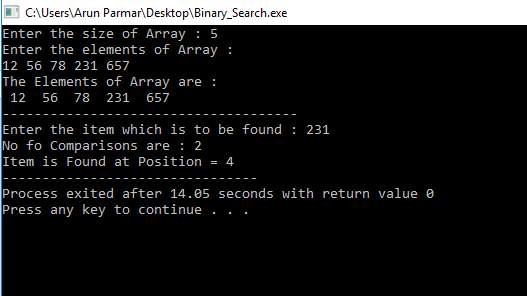 C:\Users\Arun Parmar\Desktop\Binary_Search.exe
Enter the size of Array : 5
Enter the elements of Array :
12 56 78 231 657
The Elements of Array are :
 12  56  78  231  657
-------------------------------------
Enter the item which is to be found : 231
No fo Comparisons are : 2
Item is Found at Position = 4
--------------------------------
Process exited after 14.05 seconds with return value 0
Press any key to continue . . .